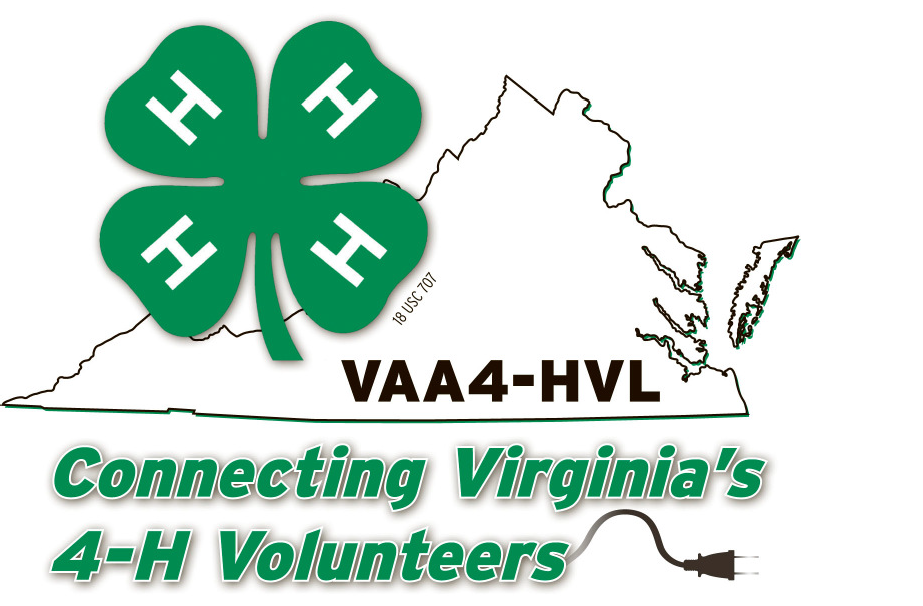 H H
H H
18 USC 707
VAA4-HVL
Connecting Virginia's
4-H Volunteers